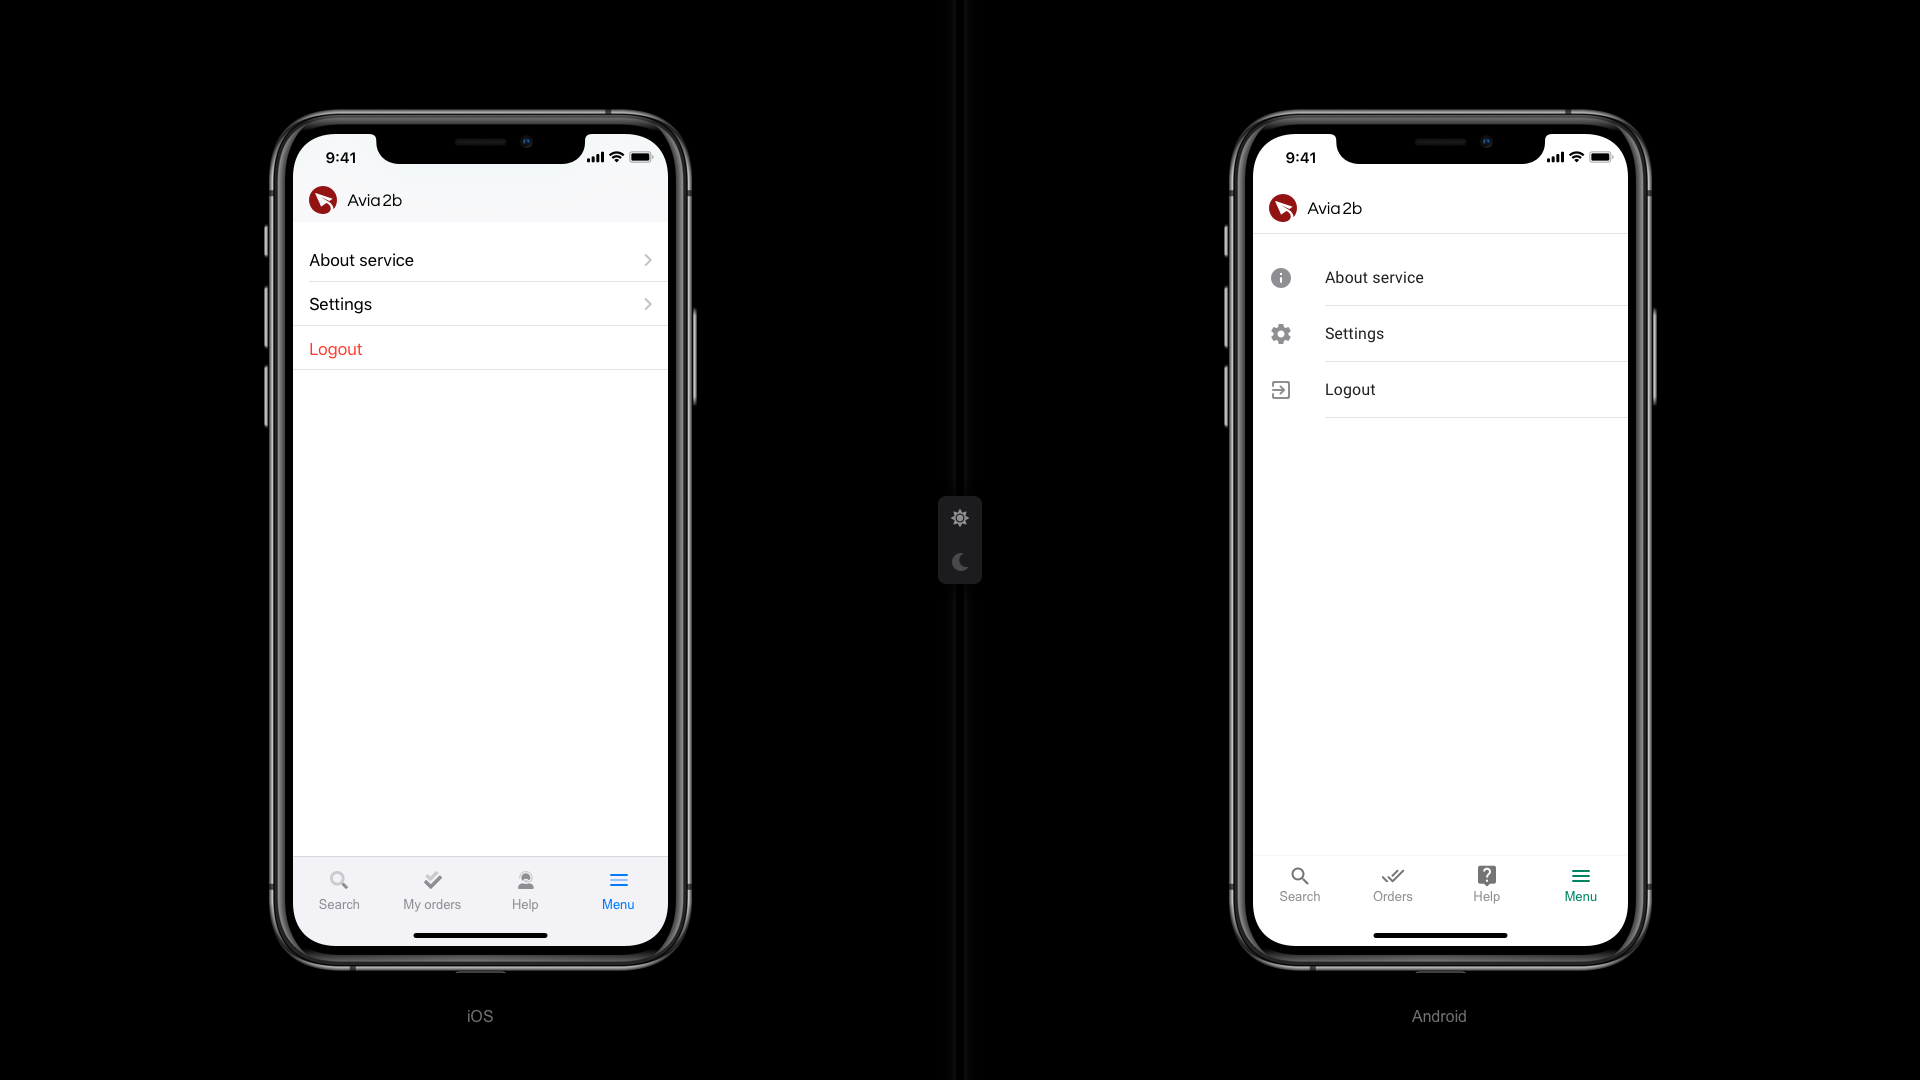 9:41
Avia2b
About service
Settings
Logout
Search
My orders
Help
Menu
iOS
9:41
Avia2b
About service
Settings
Logout
Search
Orders
Help
Menu
Android